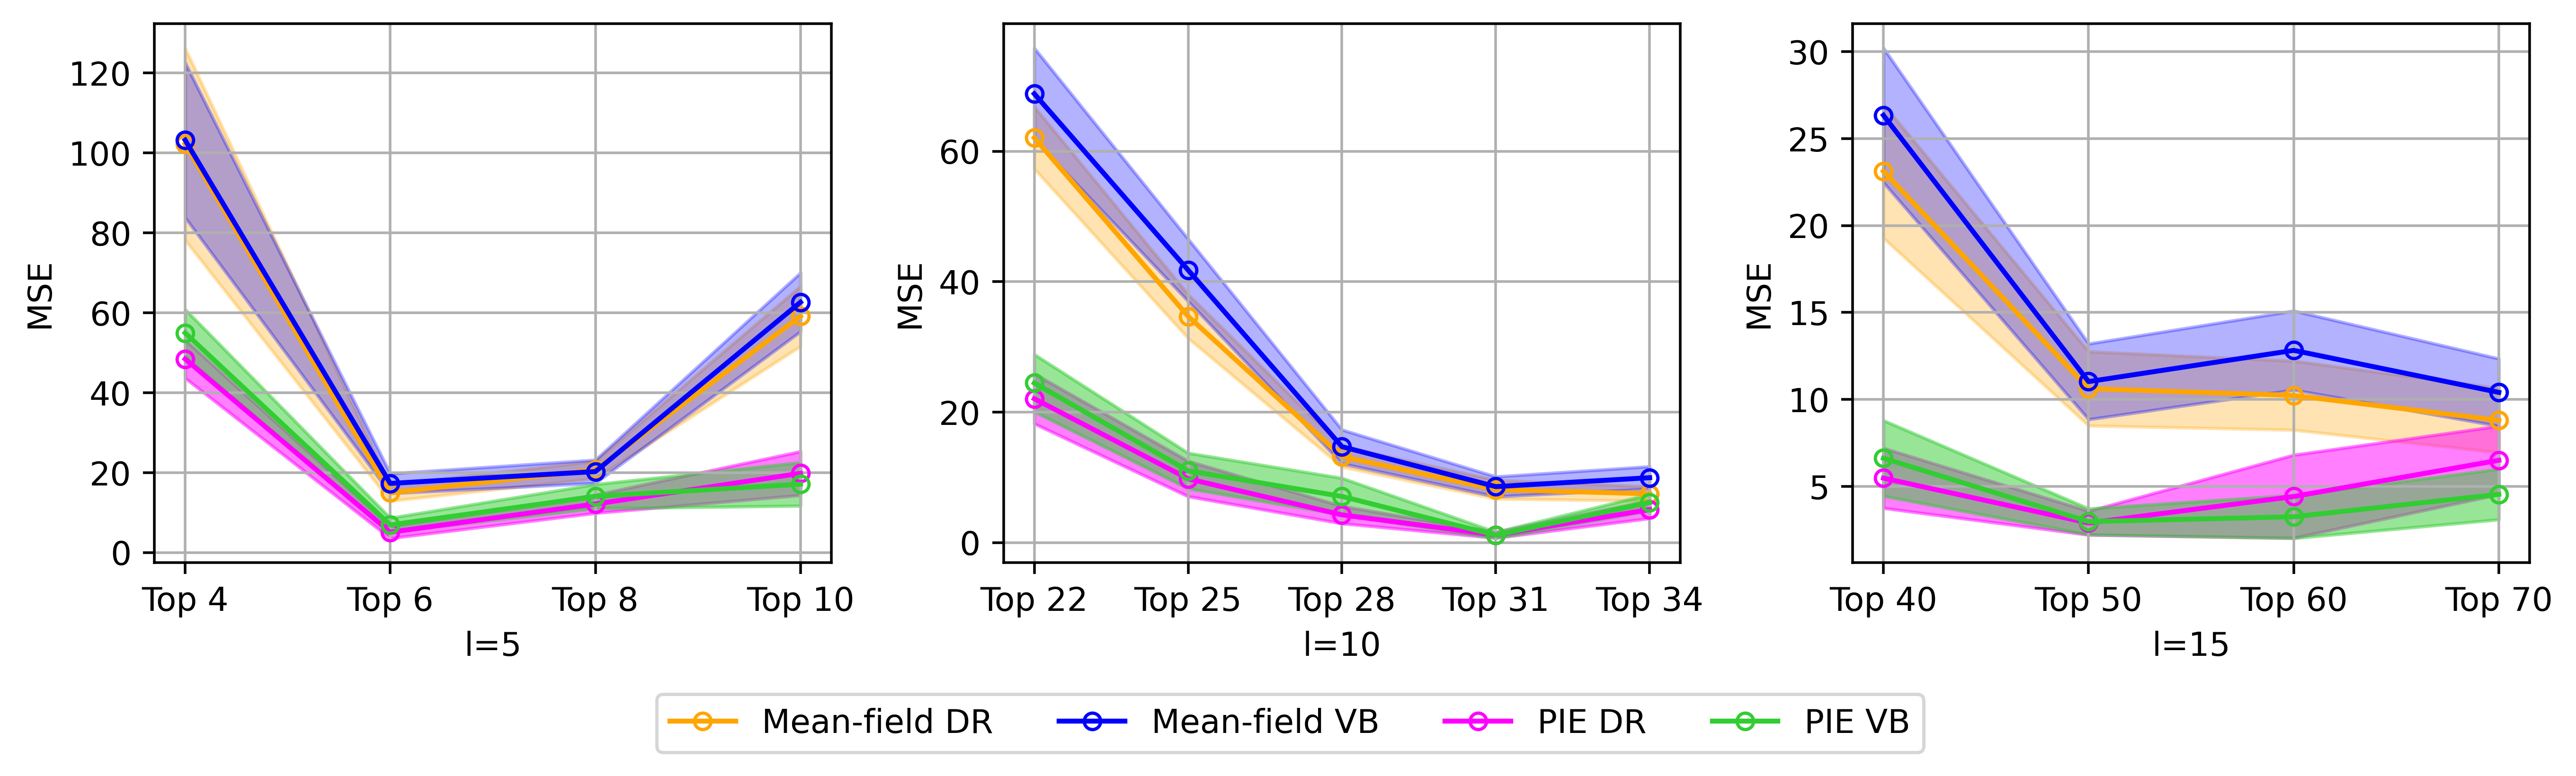 MSE
120
100
80
60
40
20
0
Top 4 Top 6 Top 8 Top 10
l=5
MSE
60
40
20
0
Top 22 Top 25 Top 28 Top 31 Top 34
l=10
MSE
30
25
20
15
10
5
Top 40 Top 50 Top 60 Top 70
l=15
Mean-field DR Mean-field VB PIE DR PIE VB